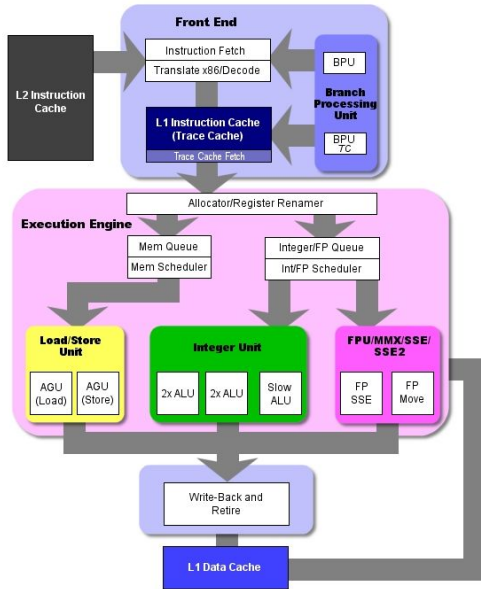 Front End
L2 Instruction
Cache
Instruction Fetch
Translate x86/Decode
BPU
Branch
Processing
Unit
L1 Instruction Cache
(Trace Cache)
Trace Cache Fetch
BPU
TC
Allocator/Register Renamer
Execution Engine
Mem Queue
Mem Scheduler
Integer/FP Queue
Int/FP Scheduler
Load/Store
Unit
AGU
(Load)
AGU
(Store)
Integer Unit
2x ALU
2x ALU
Slow
ALU
FPU/MMX/SSE/
SSE2
FP
SSE
FP
Move
Write-Back and
Retire
L1 Data Cache